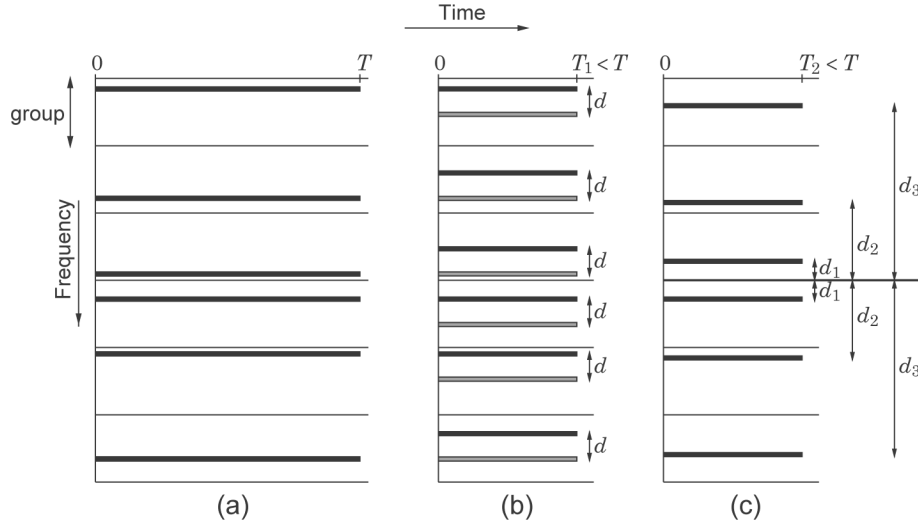 Time
0 T
0 T1 < T
0 T2 < T
group
Frequency
d
d
d
d
d
d
d3
d2
d1
d1
d2
d3
(a) (b) (c)